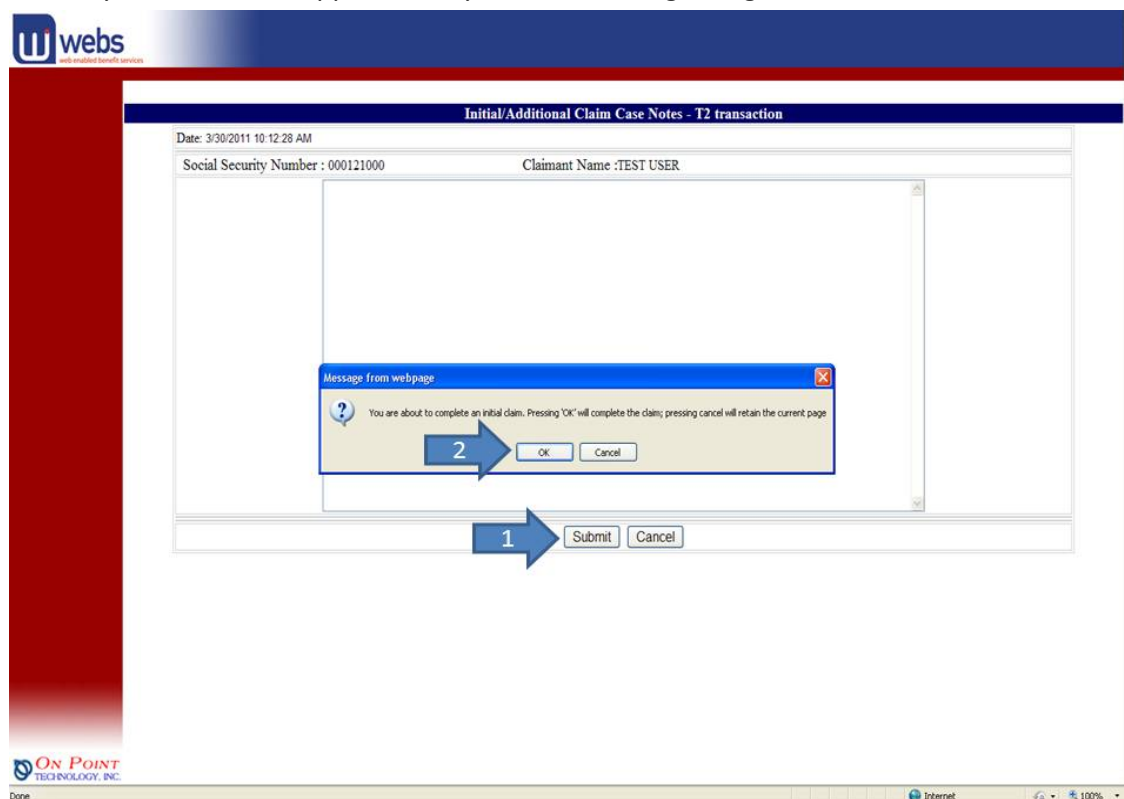 webs
web enabled benefit services
Initial/Additional Claim Case Notes - T2 transaction
Date: 3/30/2011 10:12:28 AM
Social Security Number : 000121000 Claimant Name :TEST USER
Message from webpage
You are about to complete an initial claim. Pressing 'OK' will complete the claim; pressing cancel will retain the current page
2 OK Cancel
1 Submit Cancel
ON POINT
TECHNOLOGY, INC.
Done Internet 100%